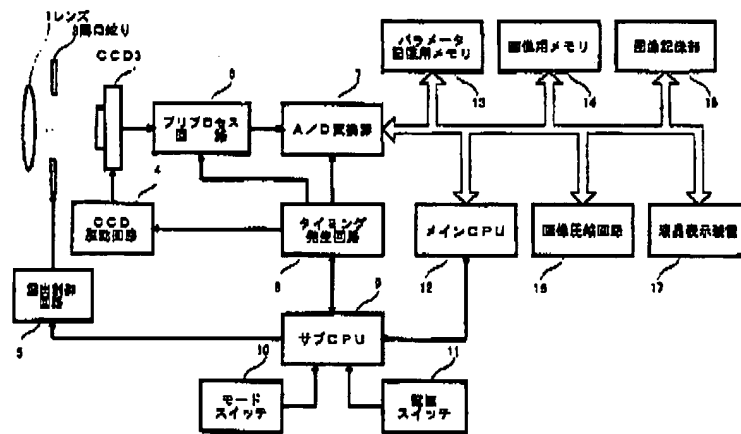 1レンズ
2開口絞り
CCD3
6
プリプロセス
回 路
7
A/D変換器
パラメータ
記憶用メモリ
13
画像用メモリ
14
画像記録部
15
4
CCD
駆動回路
タイミング
発生回路
8
メインCPU
12
画像圧縮回路
16
液晶表示装置
17
露出制御
回路
5
9
サブCPU
10
モード
スイッチ
11
スイッチ